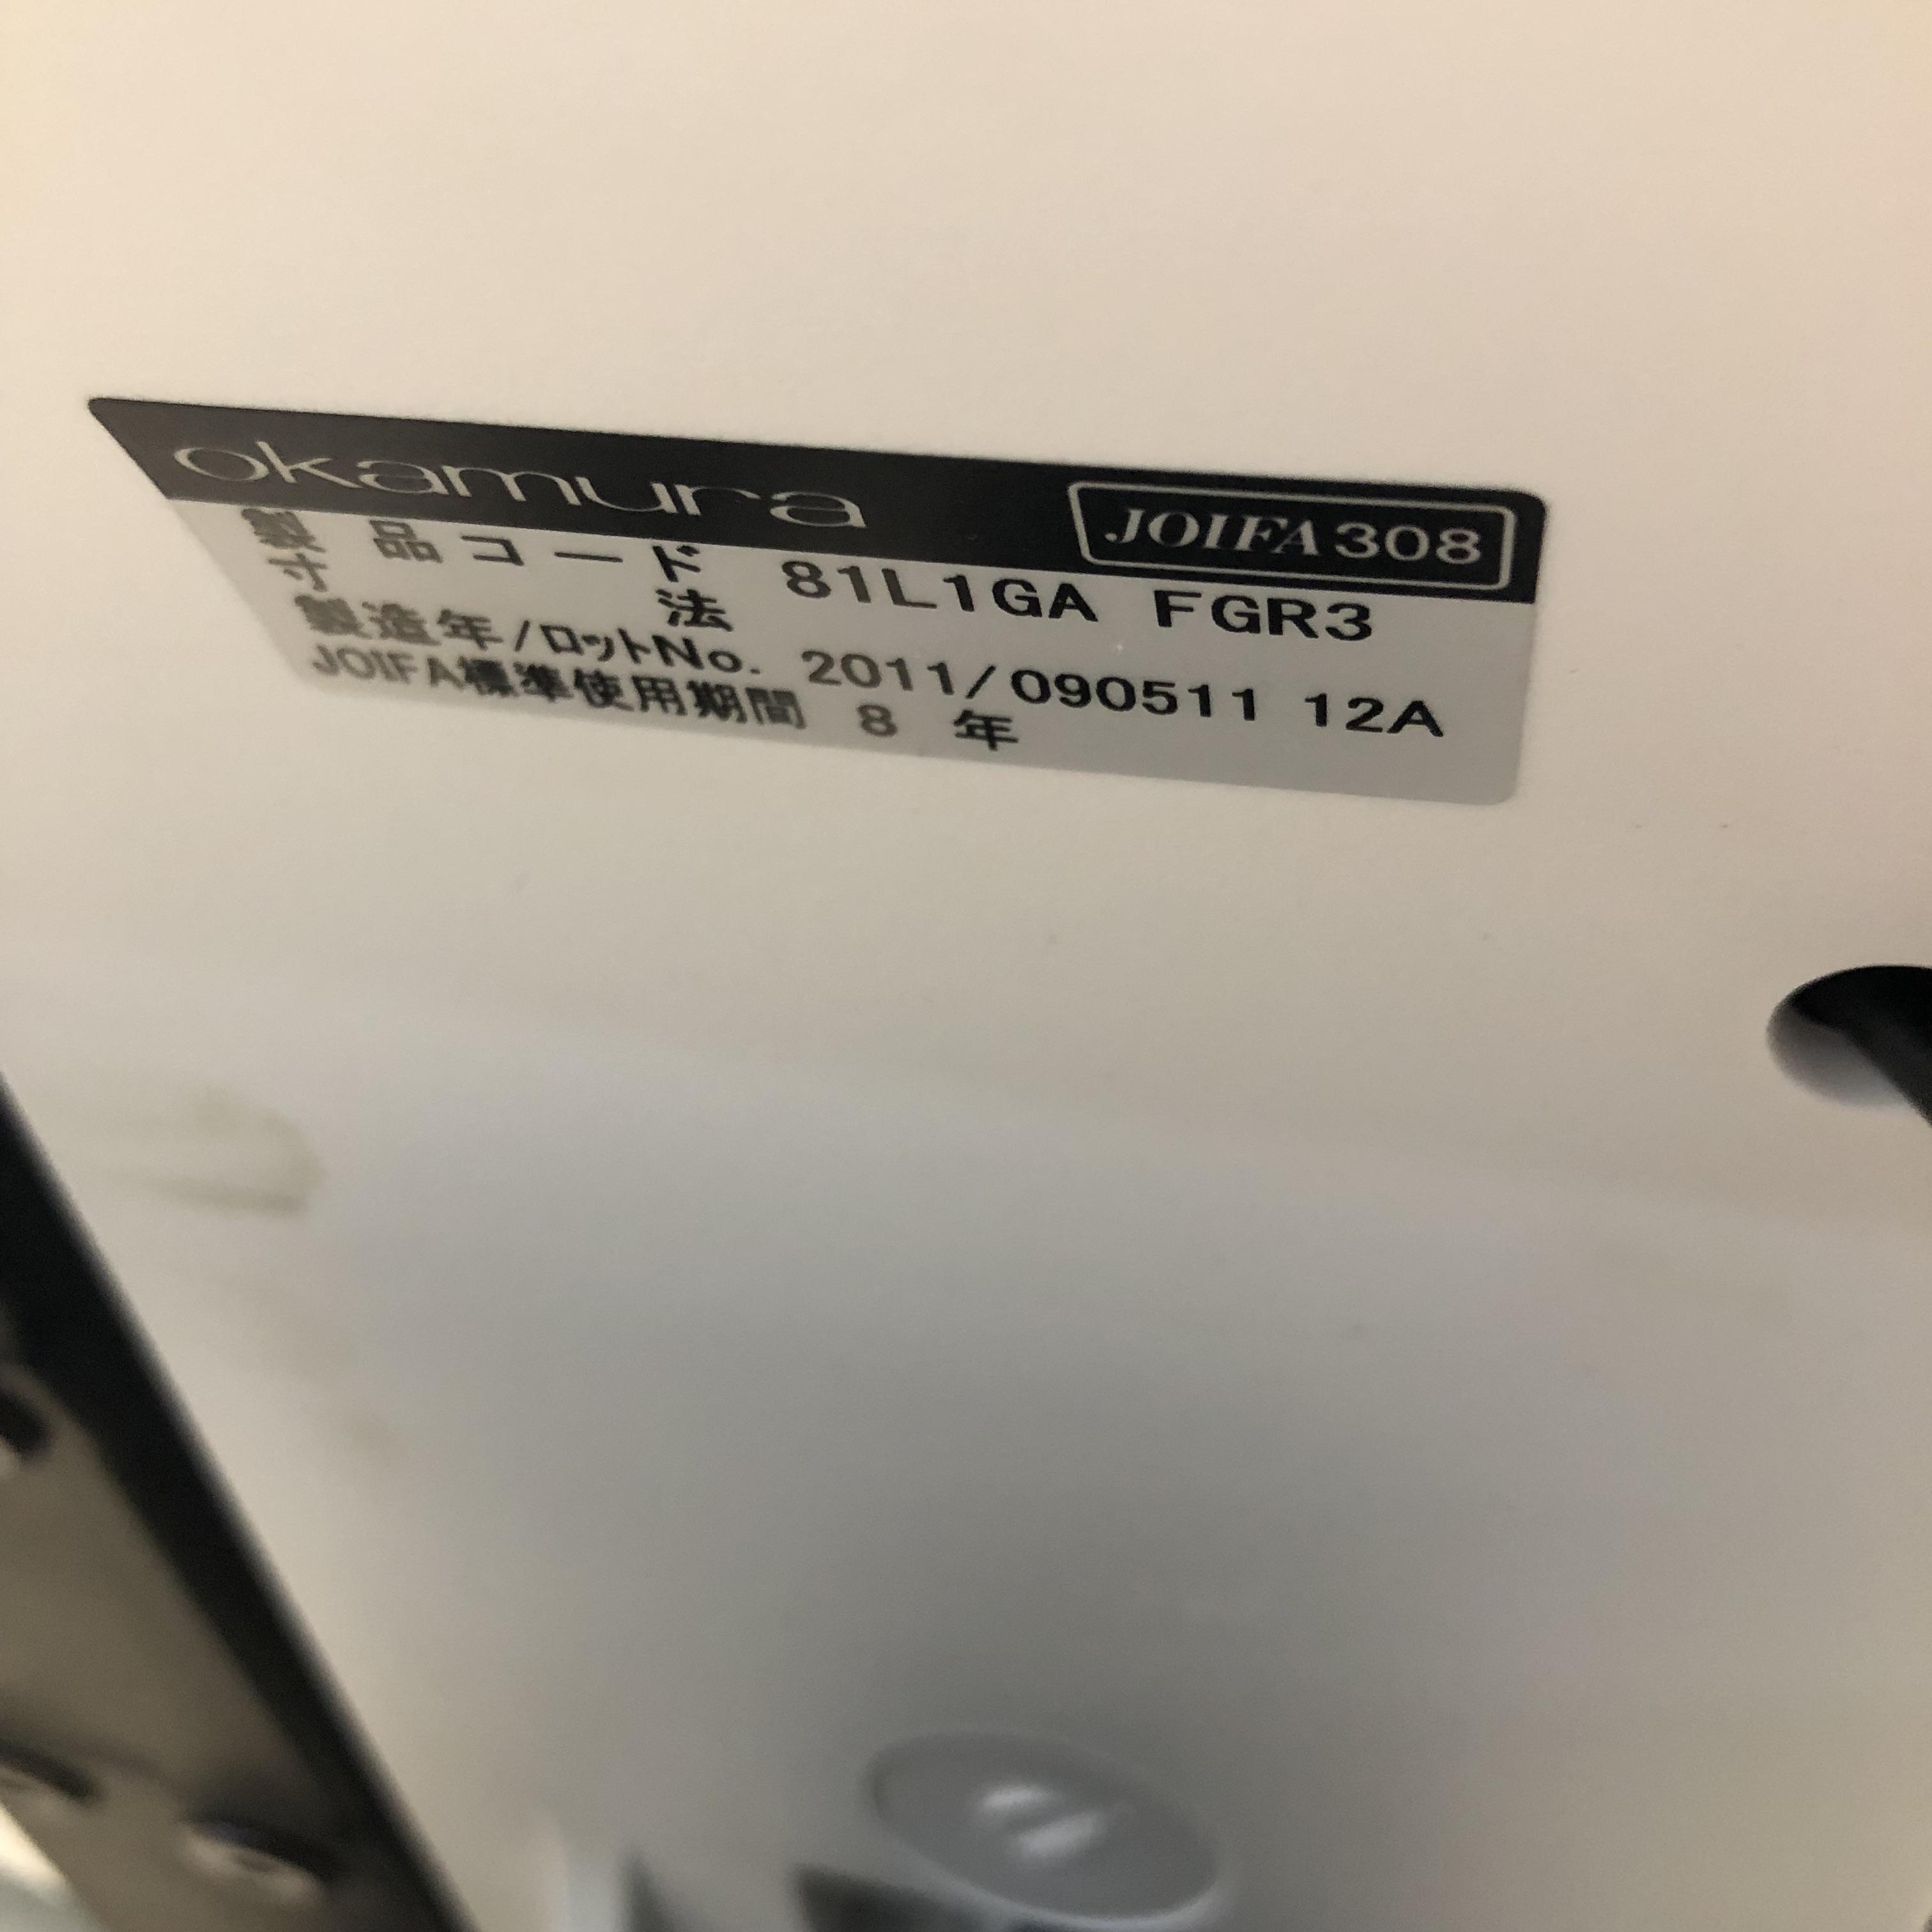 okamura JOIFA308
製品コード 81L1GA FGR3
寸法
製造年/ロットNo. 2011/090511 12A
JOIFA標準使用期間 8 年